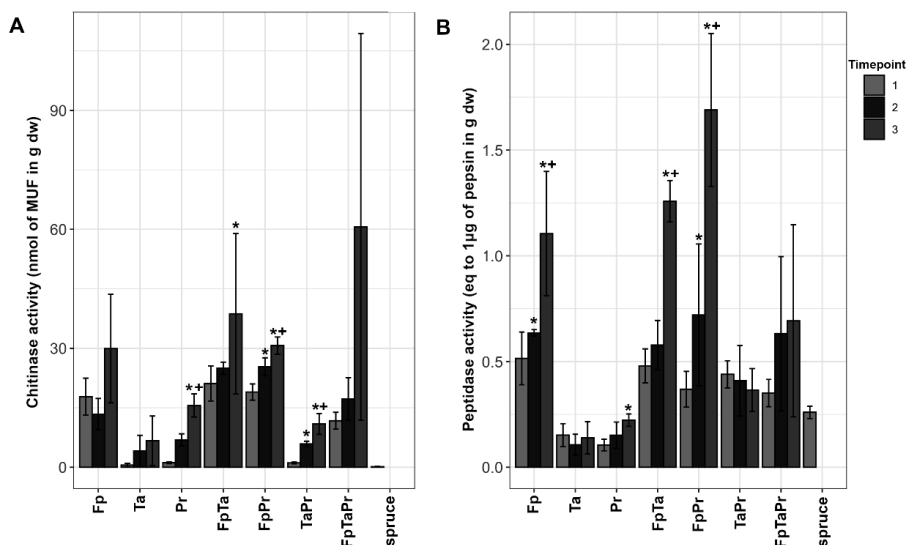 A
Chitinase activity (nmol of MUF in g dw)
90
60
30
0
*+
*
*
*+
*
*+
Fp
Ta
Pr
FpTa
FpPr
TaPr
FpTaPr
spruce
B
Peptidase activity (eq to 1µg of pepsin in g dw)
2.0
1.5
1.0
0.5
0.0
*
*+
*
*+
*
*+
Fp
Ta
Pr
FpTa
FpPr
TaPr
FpTaPr
spruce
Timepoint
1
2
3